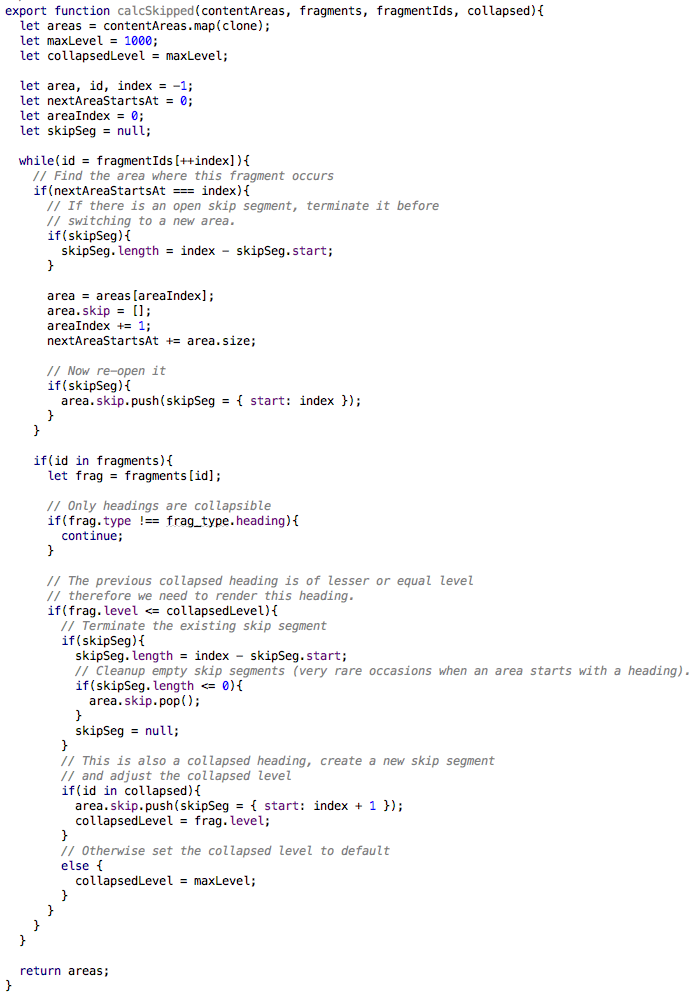 export function calcSkipped(contentAreas, fragments, fragmentIds, collapsed){
  let areas = contentAreas.map(clone);
  let maxLevel = 1000;
  let collapsedLevel = maxLevel;

  let area, id, index = -1;
  let nextAreaStartsAt = 0;
  let areaIndex = 0;
  let skipSeg = null;

  while(id = fragmentIds[++index]){
    // Find the area where this fragment occurs
    if(nextAreaStartsAt === index){
      // If there is an open skip segment, terminate it before
      // switching to a new area.
      if(skipSeg){
        skipSeg.length = index - skipSeg.start;
      }

      area = areas[areaIndex];
      area.skip = [];
      areaIndex += 1;
      nextAreaStartsAt += area.size;

      // Now re-open it
      if(skipSeg){
        area.skip.push(skipSeg = { start: index });
      }
    }

    if(id in fragments){
      let frag = fragments[id];

      // Only headings are collapsible
      if(frag.type !== frag_type.heading){
        continue;
      }

      // The previous collapsed heading is of lesser or equal level
      // therefore we need to render this heading.
      if(frag.level <= collapsedLevel){
        // Terminate the existing skip segment
        if(skipSeg){
          skipSeg.length = index - skipSeg.start;
          // Cleanup empty skip segments (very rare occasions when an area starts with a heading).
          if(skipSeg.length <= 0){
            area.skip.pop();
          }
          skipSeg = null;
        }
        // This is also a collapsed heading, create a new skip segment
        // and adjust the collapsed level
        if(id in collapsed){
          area.skip.push(skipSeg = { start: index + 1 });
          collapsedLevel = frag.level;
        }
        // Otherwise set the collapsed level to default
        else {
          collapsedLevel = maxLevel;
        }
      }
    }
  }

  return areas;
}